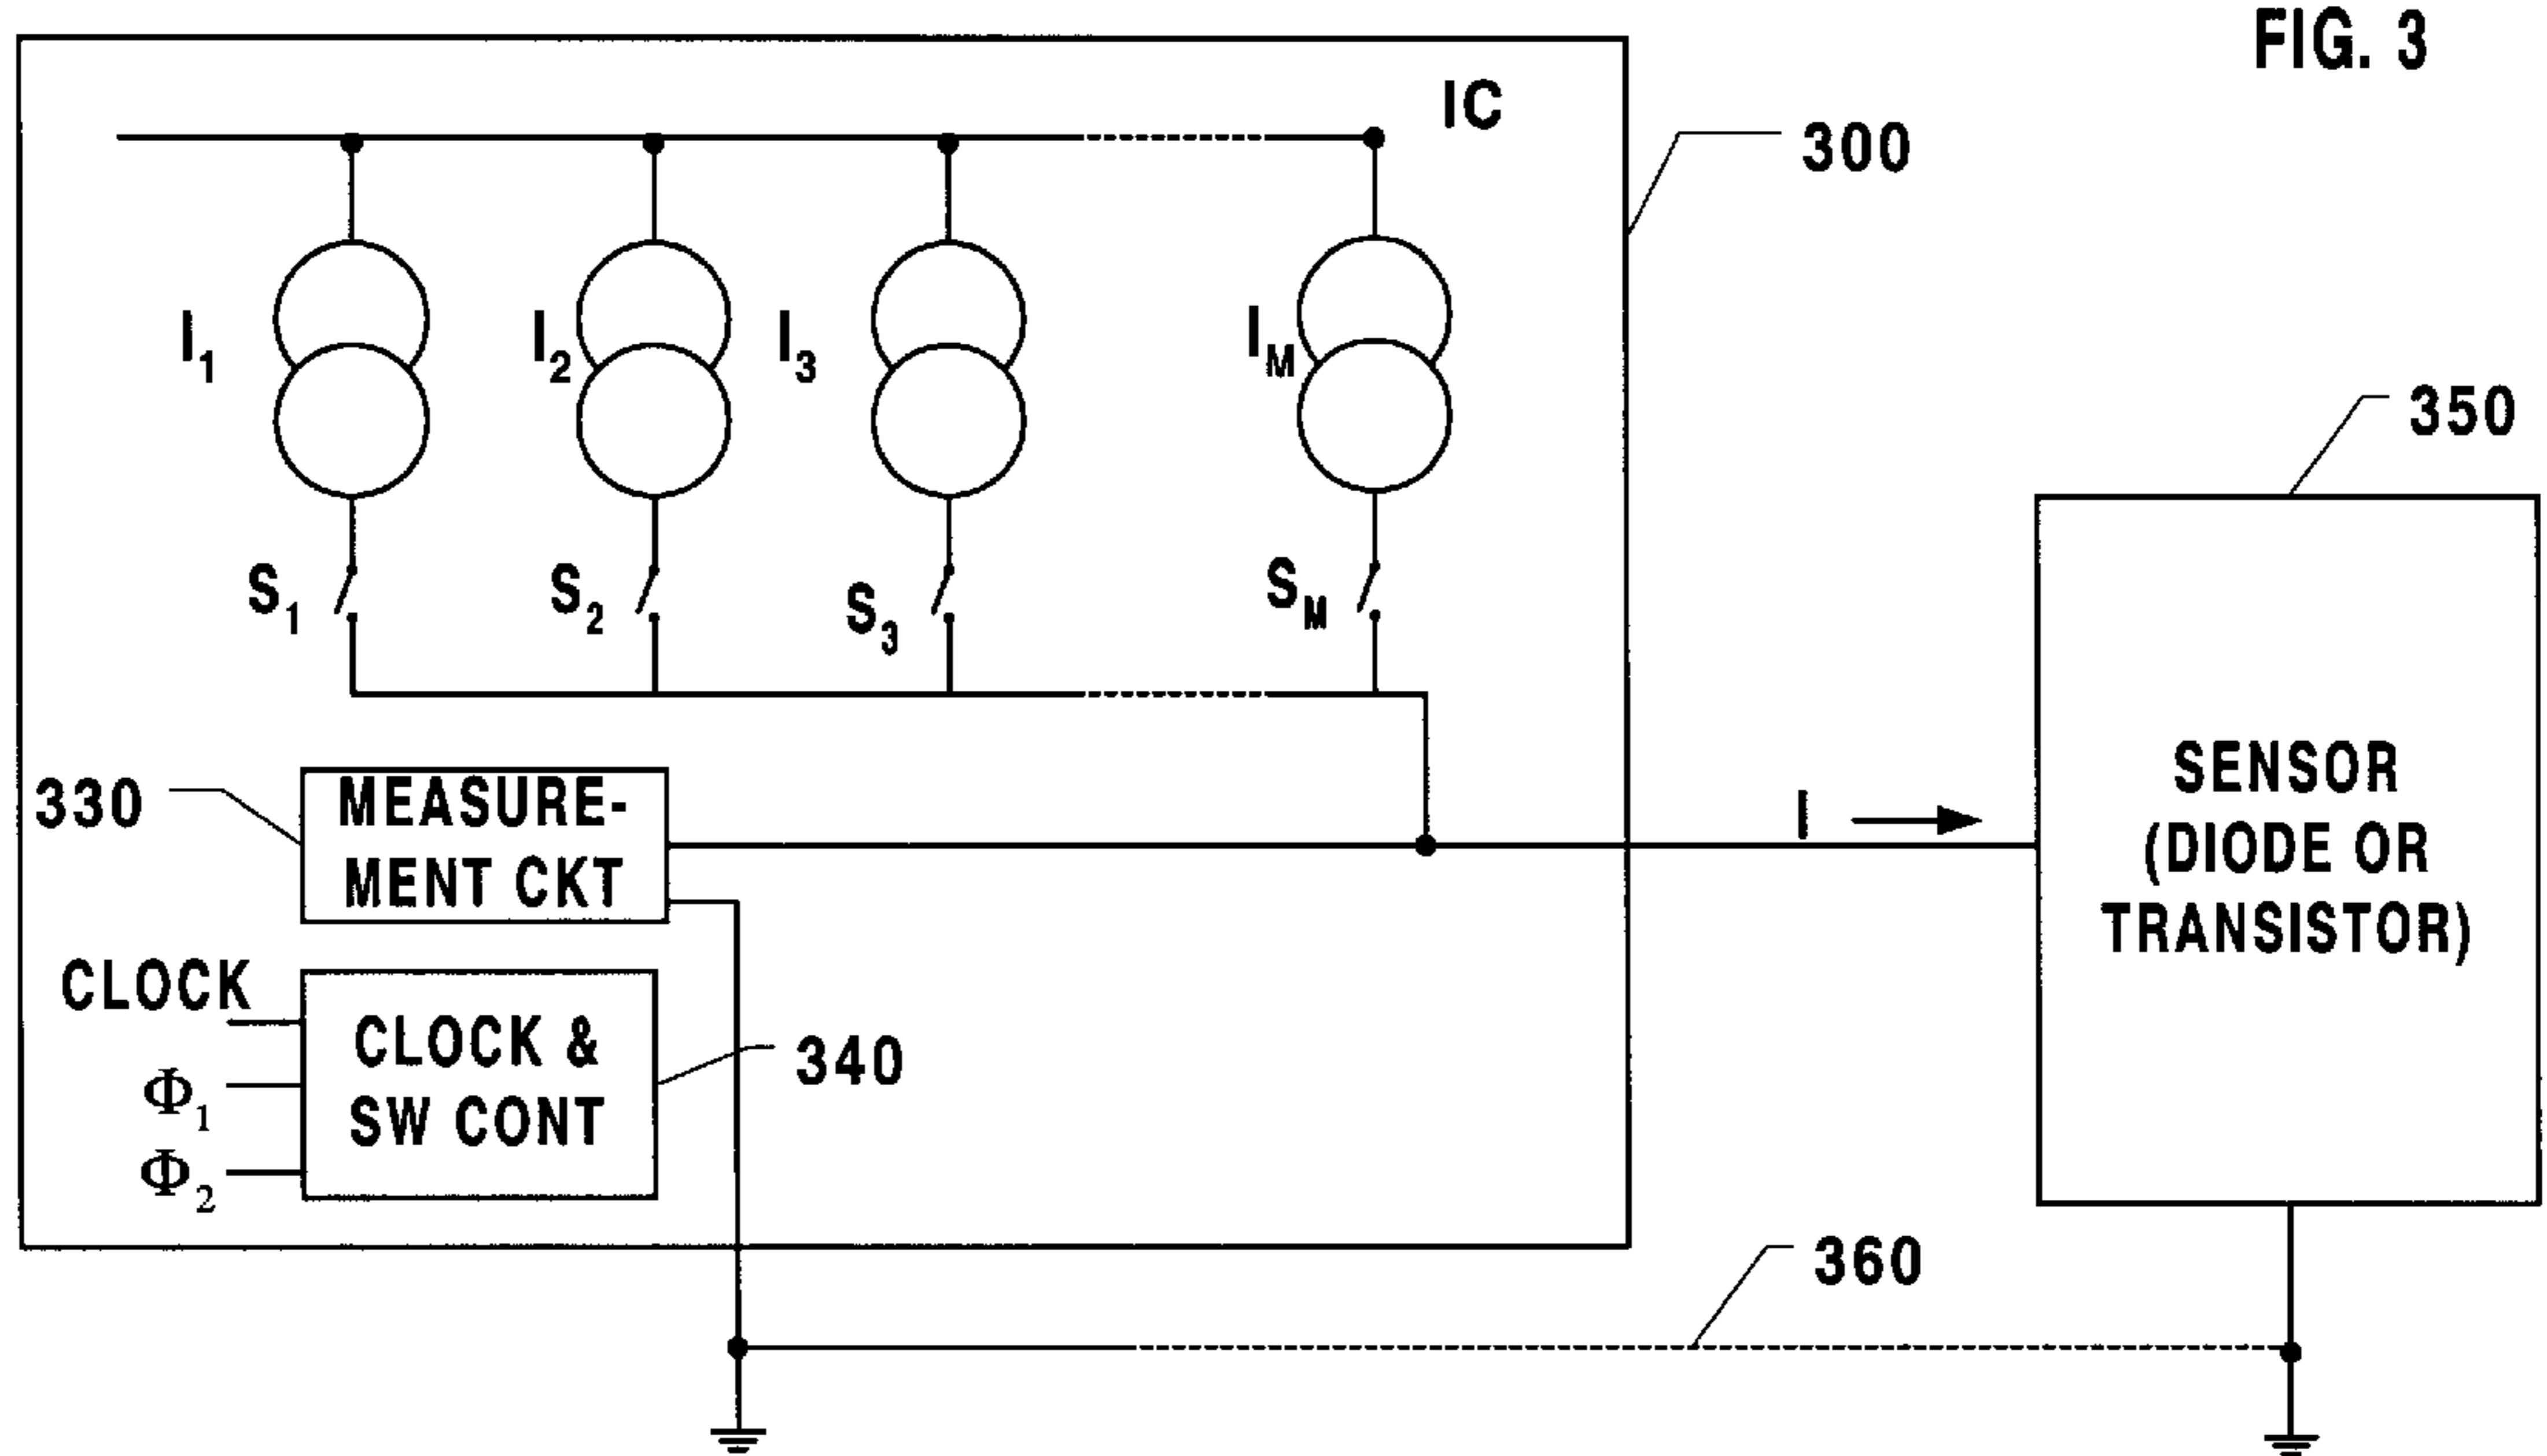 FIG. 3
IC
300
I1
I2
I3
IM
350
S1
S2
S3
SM
330
MEASURE-
MENT CKT
I
SENSOR
(DIODE OR
TRANSISTOR)
CLOCK
Φ1
Φ2
CLOCK &
SW CONT
340
360